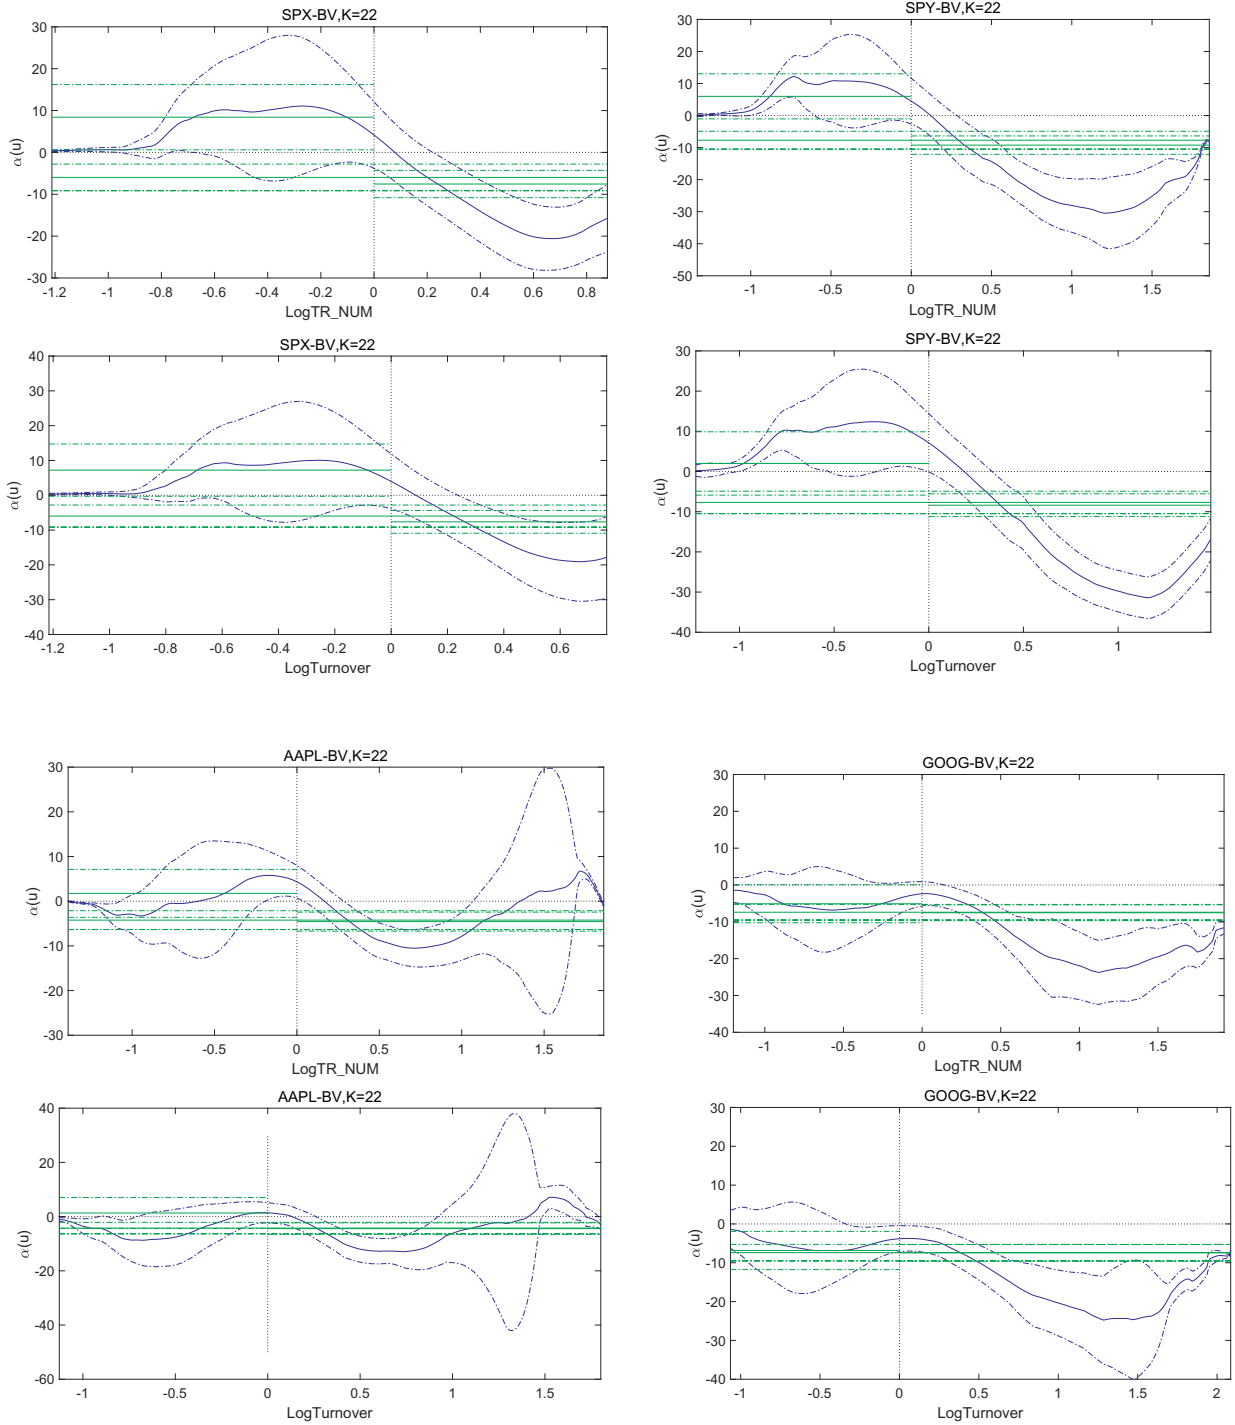 SPX-BV,K=22
30
20
10
0
-10
-20
-30
α(u)
-1.2 -1 -0.8 -0.6 -0.4 -0.2 0 0.2 0.4 0.6 0.8
LogTR_NUM
SPY-BV,K=22
30
20
10
0
-10
-20
-30
-40
-50
α(u)
-1 -0.5 0 0.5 1 1.5
LogTR_NUM
SPX-BV,K=22
40
30
20
10
0
-10
-20
-30
-40
α(u)
-1.2 -1 -0.8 -0.6 -0.4 -0.2 0 0.2 0.4 0.6
LogTurnover
SPY-BV,K=22
30
20
10
0
-10
-20
-30
-40
α(u)
-1 -0.5 0 0.5 1
LogTurnover
AAPL-BV,K=22
30
20
10
0
-10
-20
-30
α(u)
-1 -0.5 0 0.5 1 1.5
LogTR_NUM
GOOG-BV,K=22
30
20
10
0
-10
-20
-30
-40
α(u)
-1 -0.5 0 0.5 1 1.5
LogTR_NUM
AAPL-BV,K=22
40
20
0
-20
-40
-60
α(u)
-1 -0.5 0 0.5 1 1.5
LogTurnover
GOOG-BV,K=22
30
20
10
0
-10
-20
-30
-40
α(u)
-1 -0.5 0 0.5 1 1.5 2
LogTurnover